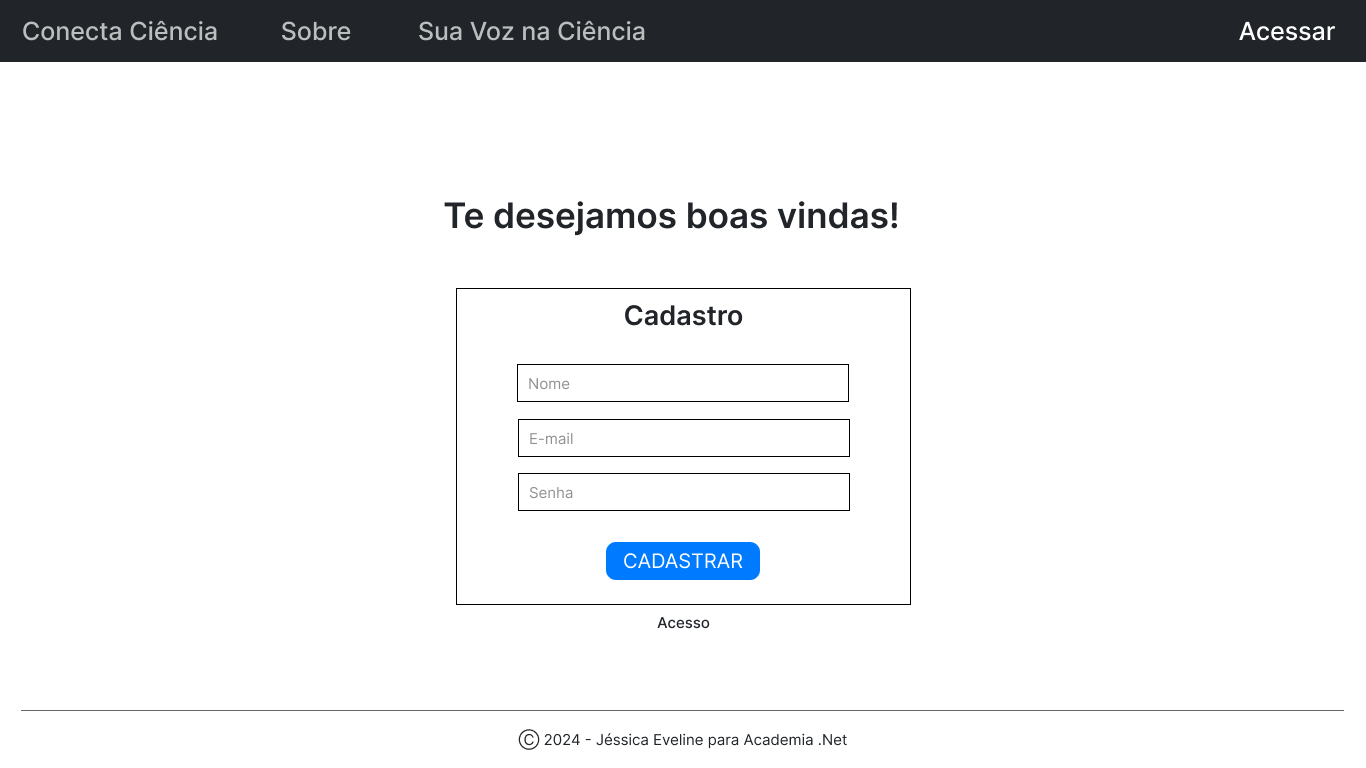 Conecta Ciência Sobre Sua Voz na Ciência Acessar
Te desejamos boas vindas!
Cadastro
Nome
E-mail
Senha
CADASTRAR
Acesso
© 2024 - Jéssica Eveline para Academia .Net